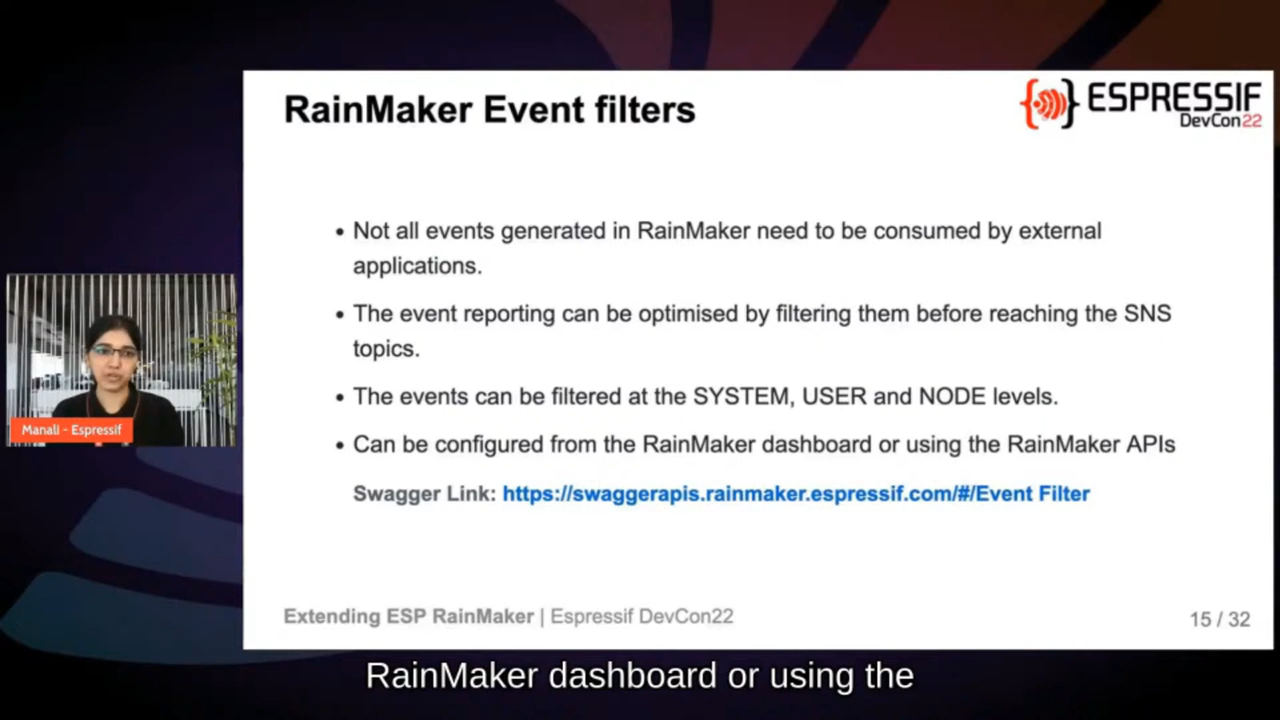 RainMaker Event filters
{ } ESPRESSIF
DevCon22
• Not all events generated in RainMaker need to be consumed by external
applications.
• The event reporting can be optimised by filtering them before reaching the SNS
topics.
• The events can be filtered at the SYSTEM, USER and NODE levels.
• Can be configured from the RainMaker dashboard or using the RainMaker APIs
Swagger Link: https://swaggerapis.rainmaker.espressif.com/#/Event Filter
Manali - Espressif
Extending ESP RainMaker | Espressif DevCon22
15 / 32
RainMaker dashboard or using the